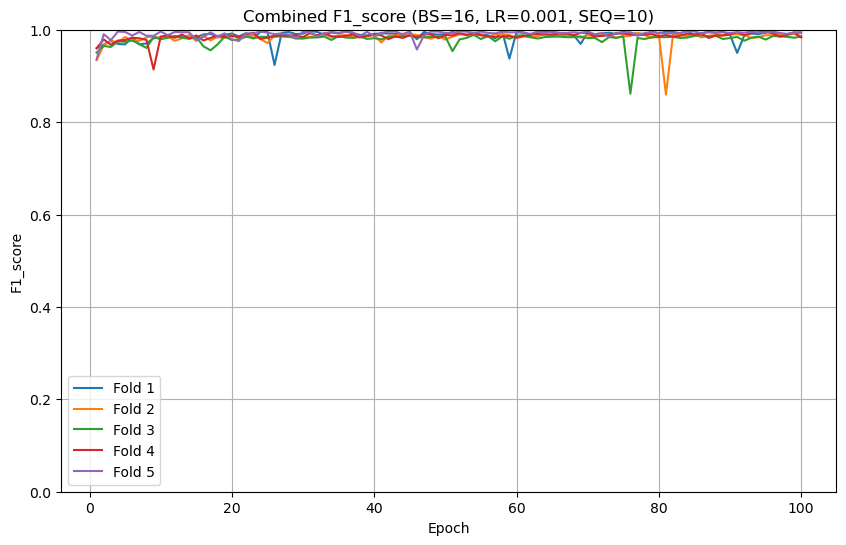 Combined F1_score (BS=16, LR=0.001, SEQ=10)
1.0
0.8
0.6
0.4
0.2
0.0
F1_score
Fold 1
Fold 2
Fold 3
Fold 4
Fold 5
0 20 40 60 80 100
Epoch